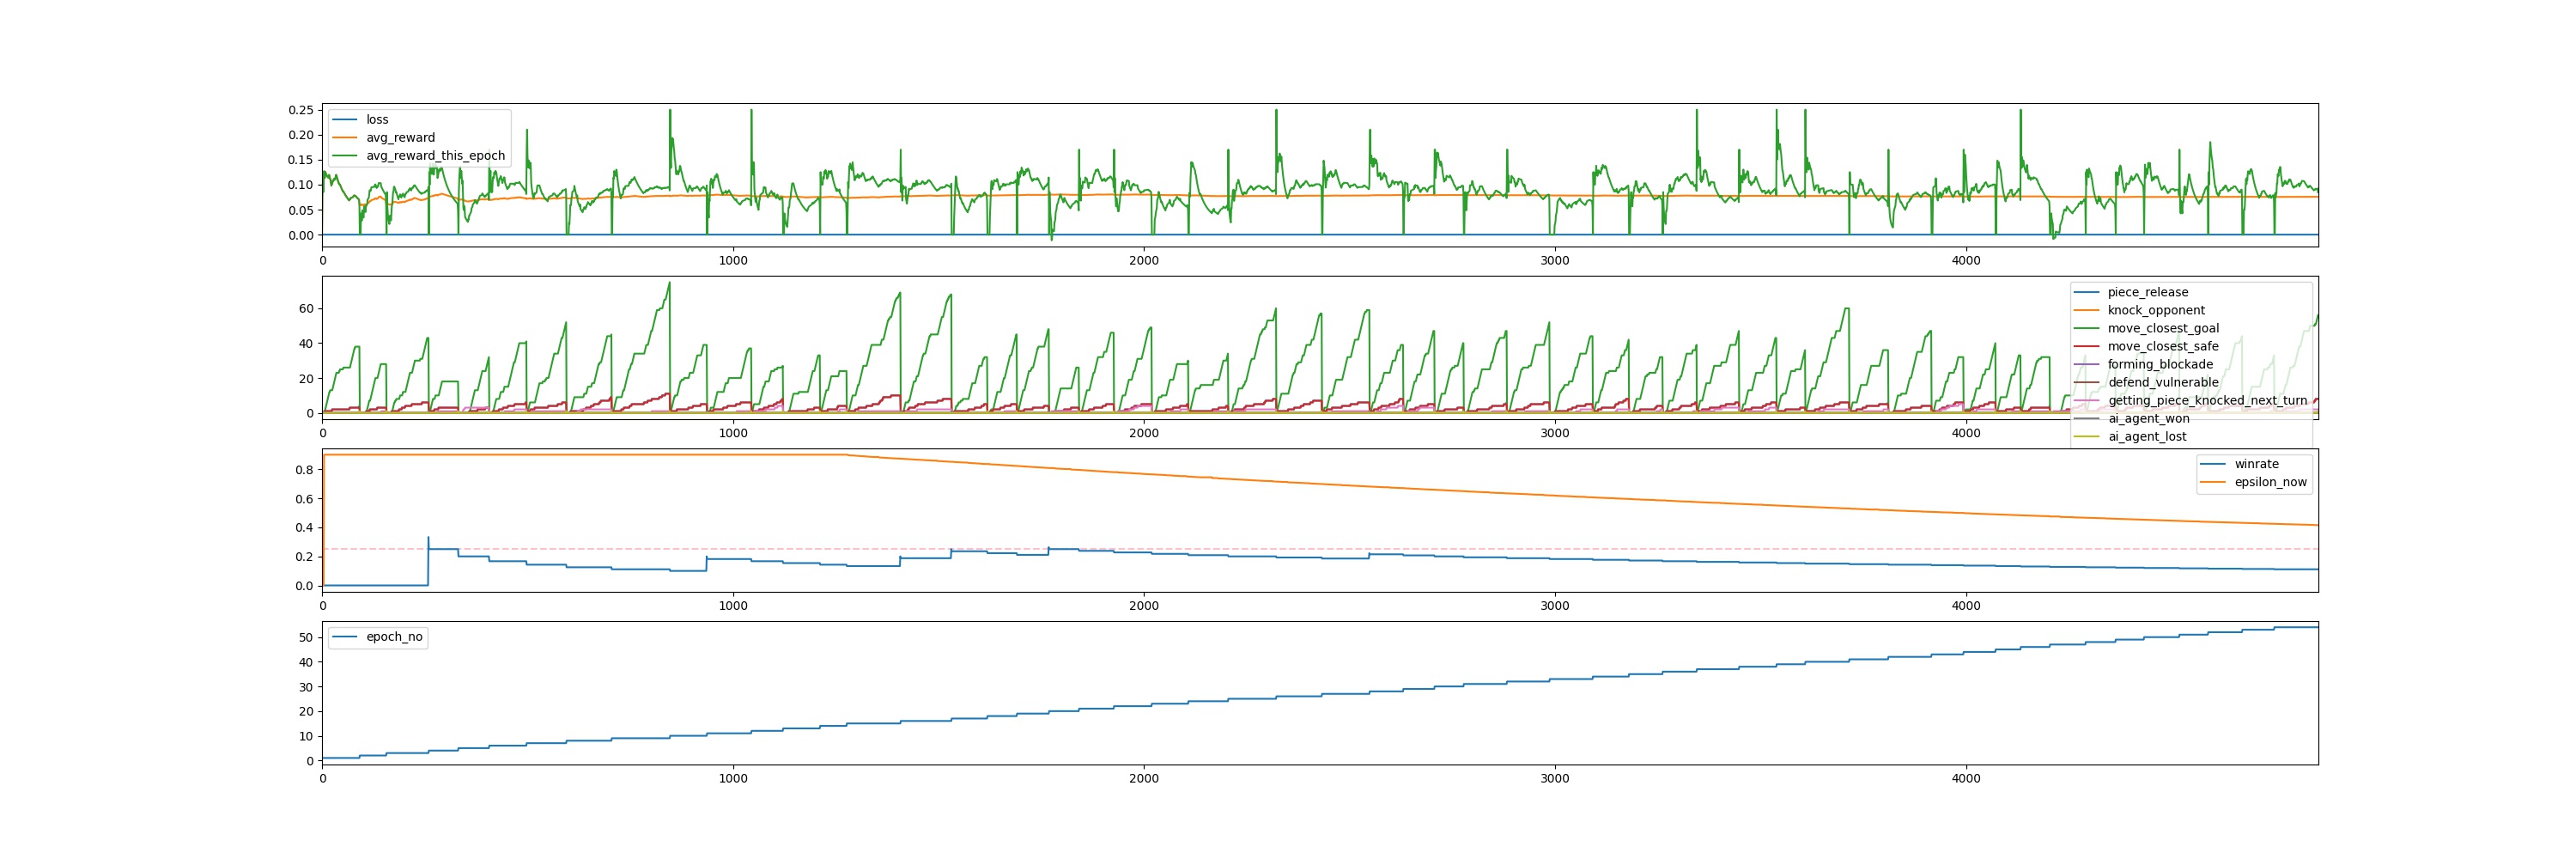 0.25
0.20
0.15
0.10
0.05
0.00
loss
avg_reward
avg_reward_this_epoch
0 1000 2000 3000 4000
60
40
20
0
piece_release
knock_opponent
move_closest_goal
move_closest_safe
forming_blockade
defend_vulnerable
getting_piece_knocked_next_turn
ai_agent_won
ai_agent_lost
0 1000 2000 3000 4000
0.8
0.6
0.4
0.2
0.0
winrate
epsilon_now
0 1000 2000 3000 4000
50
40
30
20
10
0
epoch_no
0 1000 2000 3000 4000